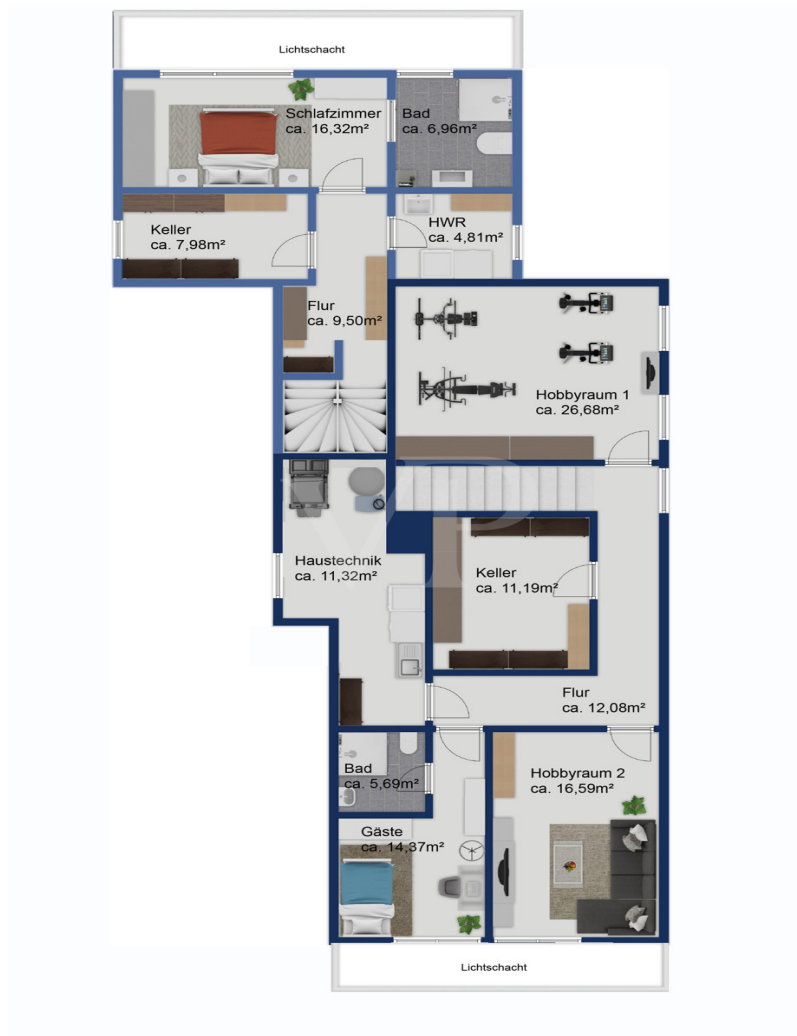 Lichtschacht
Schlafzimmer
ca. 16,32m²
Bad
ca. 6,96m²
Keller
ca. 7,98m²
HWR
ca. 4,81m²
Flur
ca. 9,50m²
Hobbyraum 1
ca. 26,68m²
VP
Haustechnik
ca. 11,32m²
Keller
ca. 11,19m²
Flur
ca. 12,08m²
Bad
ca. 5,69m²
Hobbyraum 2
ca. 16,59m²
Gäste
ca. 14,37m²
Lichtschacht